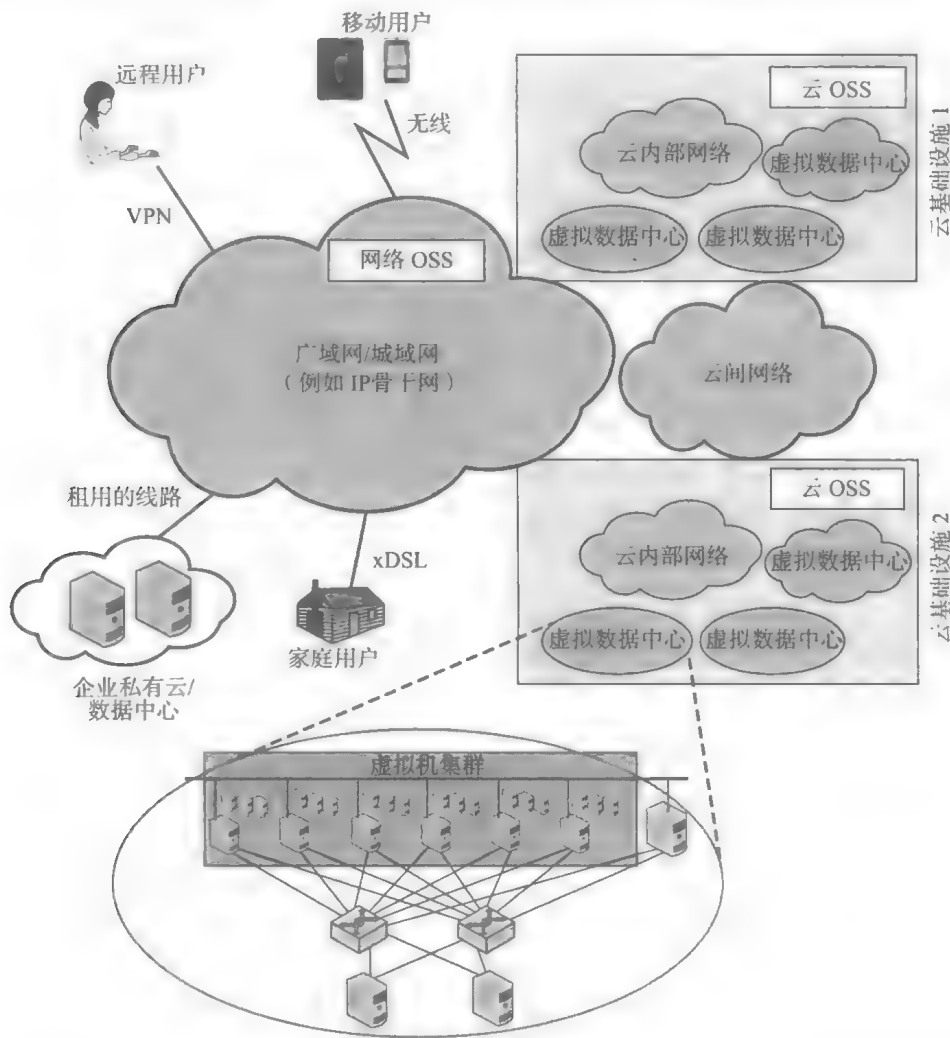 移动用户
远程用户
无线
VPN
网络 OSS
广域网/城域网
（例如 IP骨干网）
云 OSS
云内部网络
虚拟数据中心
虚拟数据中心
虚拟数据中心
云基础设施 1
云间网络
云 OSS
云内部网络
虚拟数据中心
虚拟数据中心
虚拟数据中心
云基础设施 2
租用的线路
xDSL
企业私有云/
数据中心
家庭用户
虚拟机集群